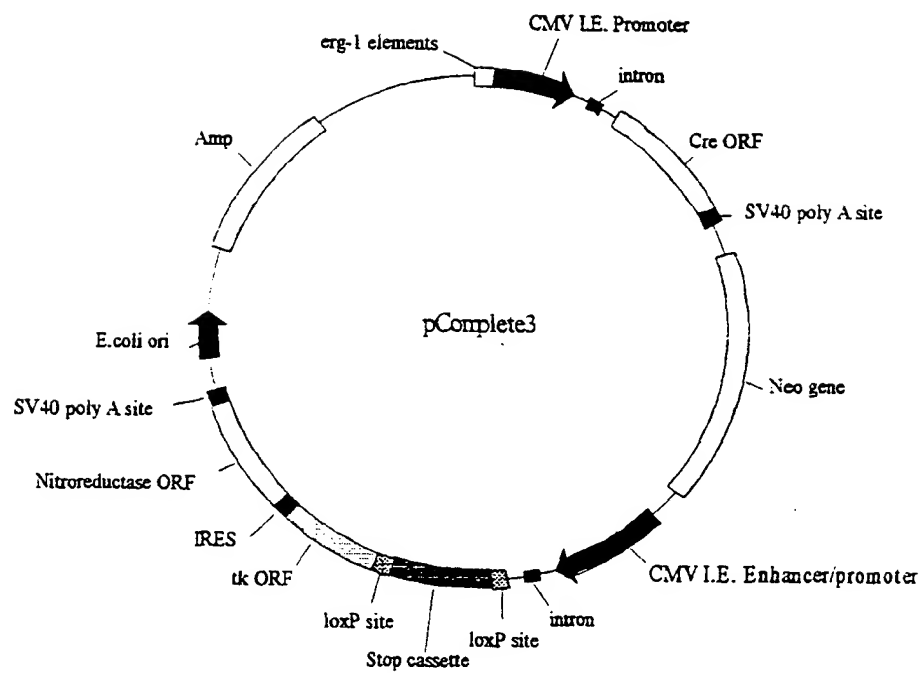 CMV I.E. Promoter
erg-1 elements
intron
Amp
Cre ORF
SV40 poly A site
pComplete3
E.coli ori
Neo gene
SV40 poly A site
Nitroreductase ORF
IRES
tk ORF
CMV I.E. Enhancer/promoter
loxP site
intron
loxP site
Stop cassette